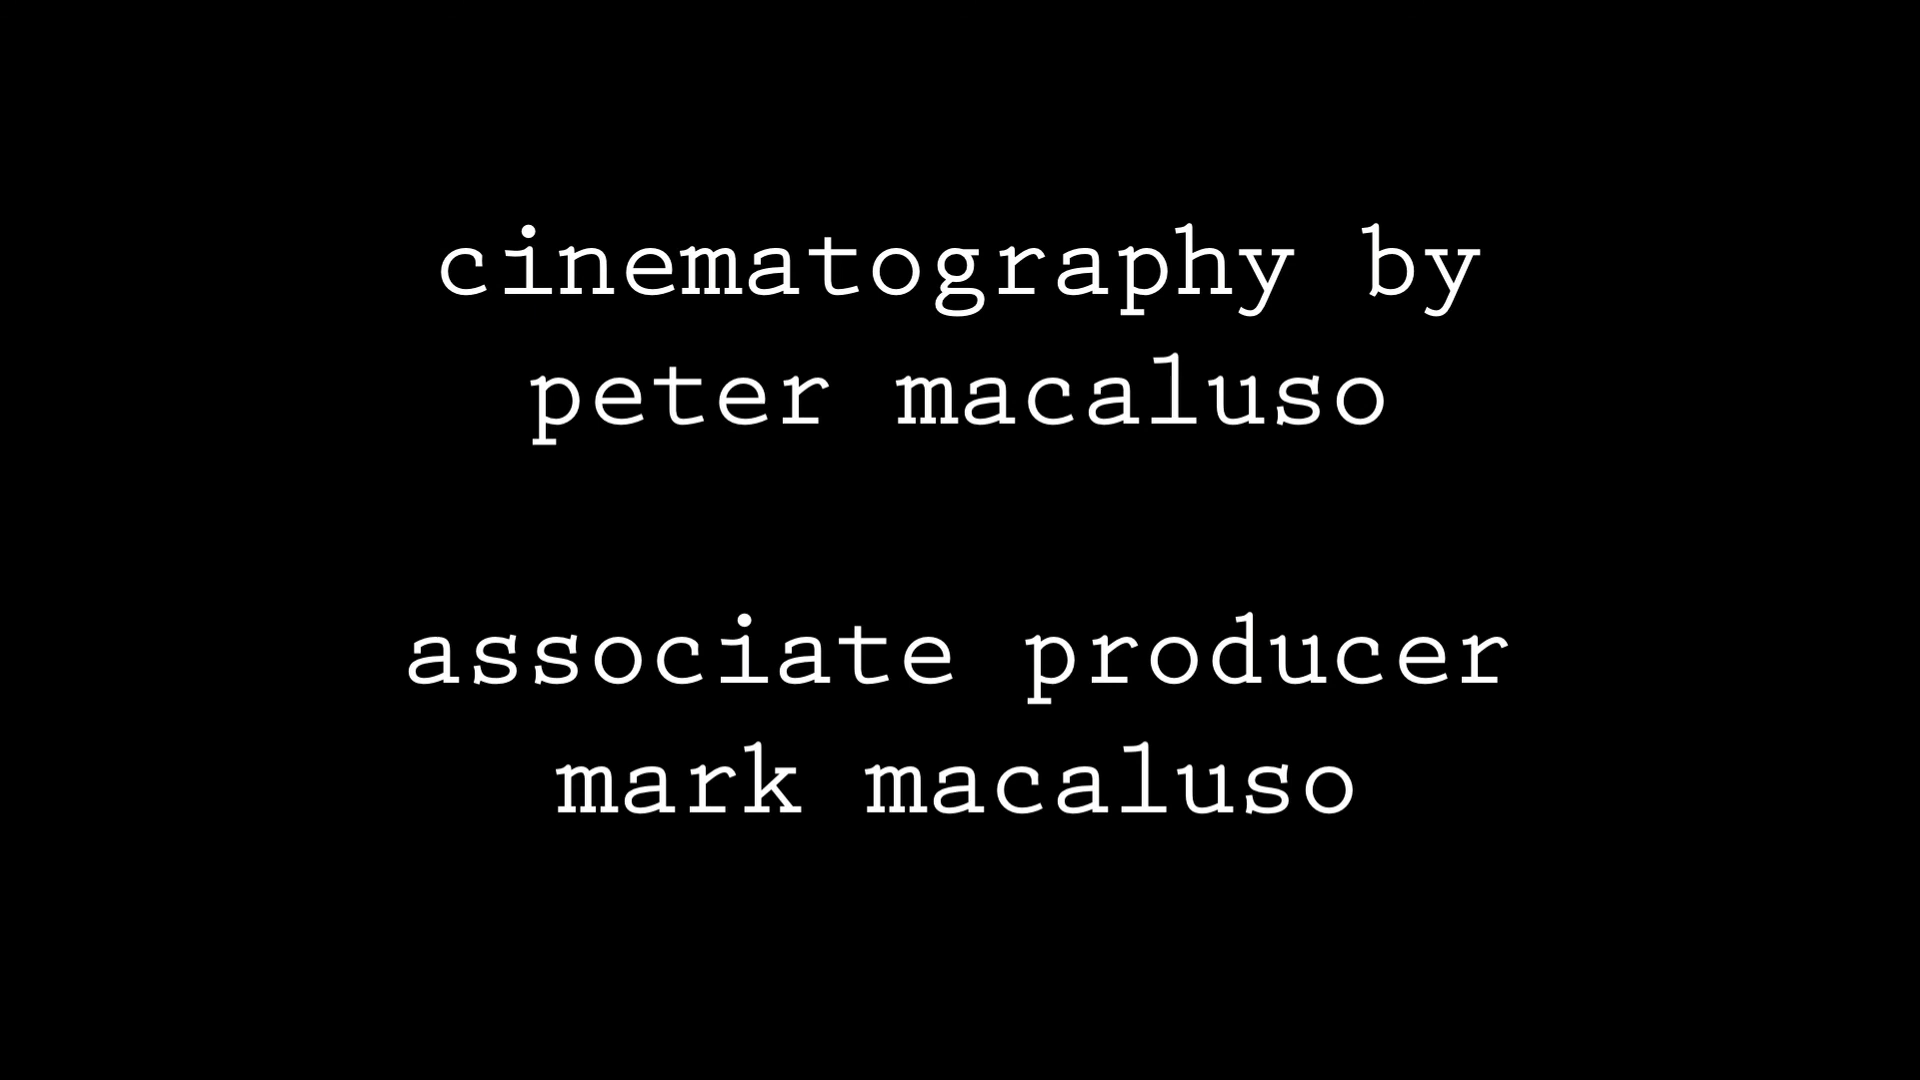 cinematography by
peter macaluso
associate producer
mark macaluso